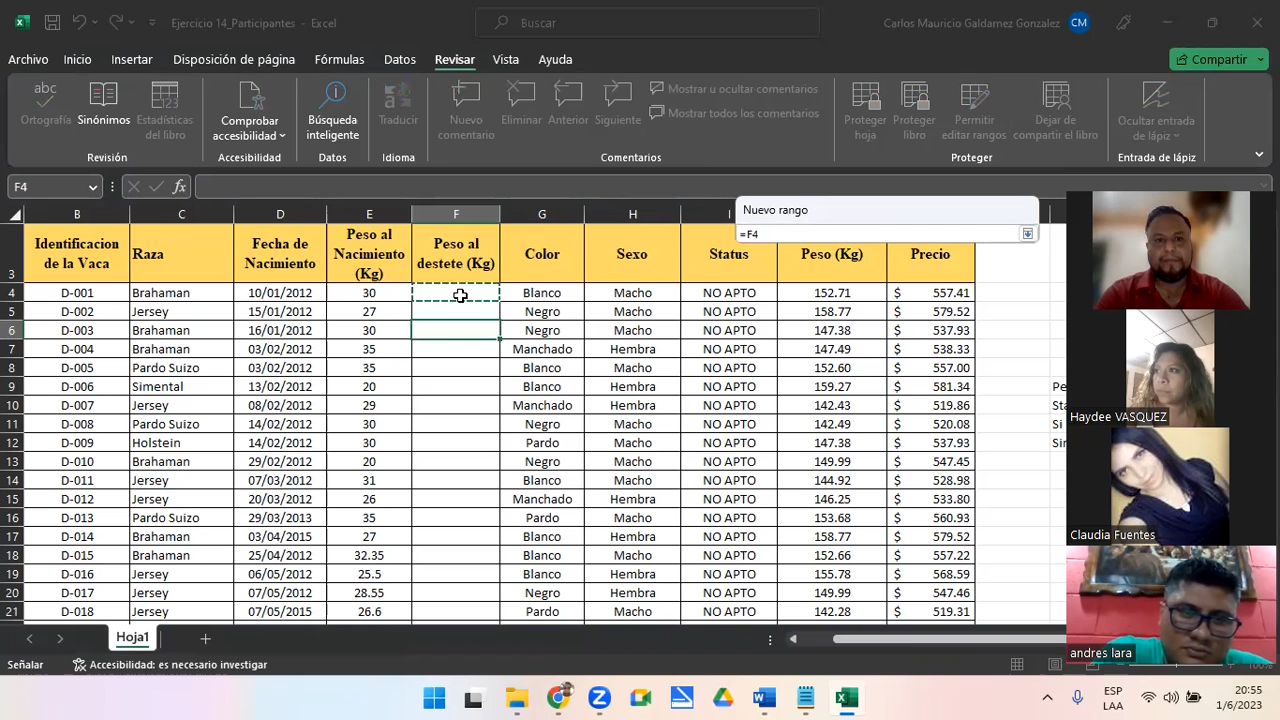 Ejercicio 14_Participantes - Excel
Buscar
Carlos Mauricio Galdamez Gonzalez CM
Archivo Inicio Insertar Disposición de página Fórmulas Datos Revisar Vista Ayuda
Compartir
abc
Ortografía Sinónimos Estadísticas del libro
Comprobar accesibilidad
Búsqueda inteligente
Traducir
Nuevo comentario Eliminar Anterior Siguiente
Mostrar u ocultar comentarios
Mostrar todos los comentarios
Proteger hoja Proteger libro Permitir editar rangos Dejar de compartir el libro
Ocultar entrada de lápiz
Revisión Accesibilidad Datos Idioma Comentarios Proteger Entrada de lápiz
F4 fx
Nuevo rango
=F4
B C D E F G H I
3 Identificacion de la Vaca Raza Fecha de Nacimiento Peso al Nacimiento (Kg) Peso al destete (Kg) Color Sexo Status Peso (Kg) Precio
4 D-001 Brahaman 10/01/2012 30 Blanco Macho NO APTO 152.71 $ 557.41
5 D-002 Jersey 15/01/2012 27 Negro Macho NO APTO 158.77 $ 579.52
6 D-003 Brahaman 16/01/2012 30 Negro Macho NO APTO 147.38 $ 537.93
7 D-004 Brahaman 03/02/2012 35 Manchado Hembra NO APTO 147.49 $ 538.33
8 D-005 Pardo Suizo 03/02/2012 35 Blanco Macho NO APTO 152.60 $ 557.00
9 D-006 Simental 13/02/2012 20 Blanco Hembra NO APTO 159.27 $ 581.34 Pe
10 D-007 Jersey 08/02/2012 29 Manchado Hembra NO APTO 142.43 $ 519.86 Sta
11 D-008 Pardo Suizo 14/02/2012 30 Negro Macho NO APTO 142.49 $ 520.08 Si
12 D-009 Holstein 14/02/2012 30 Pardo Macho NO APTO 147.38 $ 537.93
13 D-010 Brahaman 29/02/2012 20 Negro Macho NO APTO 149.99 $ 547.45
14 D-011 Jersey 07/03/2012 31 Blanco Macho NO APTO 144.92 $ 528.98
15 D-012 Jersey 20/03/2012 26 Manchado Hembra NO APTO 146.25 $ 533.80
16 D-013 Pardo Suizo 29/03/2013 35 Pardo Macho NO APTO 153.68 $ 560.93
17 D-014 Brahaman 03/04/2015 27 Blanco Macho NO APTO 158.77 $ 579.52
18 D-015 Brahaman 25/04/2012 32.35 Blanco Macho NO APTO 152.66 $ 557.22
19 D-016 Jersey 06/05/2012 25.5 Blanco Hembra NO APTO 155.78 $ 568.59
20 D-017 Jersey 07/05/2012 28.55 Negro Macho NO APTO 149.99 $ 547.46
21 D-018 Jersey 07/05/2015 26.6 Pardo Macho NO APTO 142.28 $ 519.31
Haydee VASQUEZ
Claudia Fuentes
andres lara
Hoja1
Señalar
Accesibilidad: es necesario investigar
100%
ESP
LAA
20:55
1/6/2023